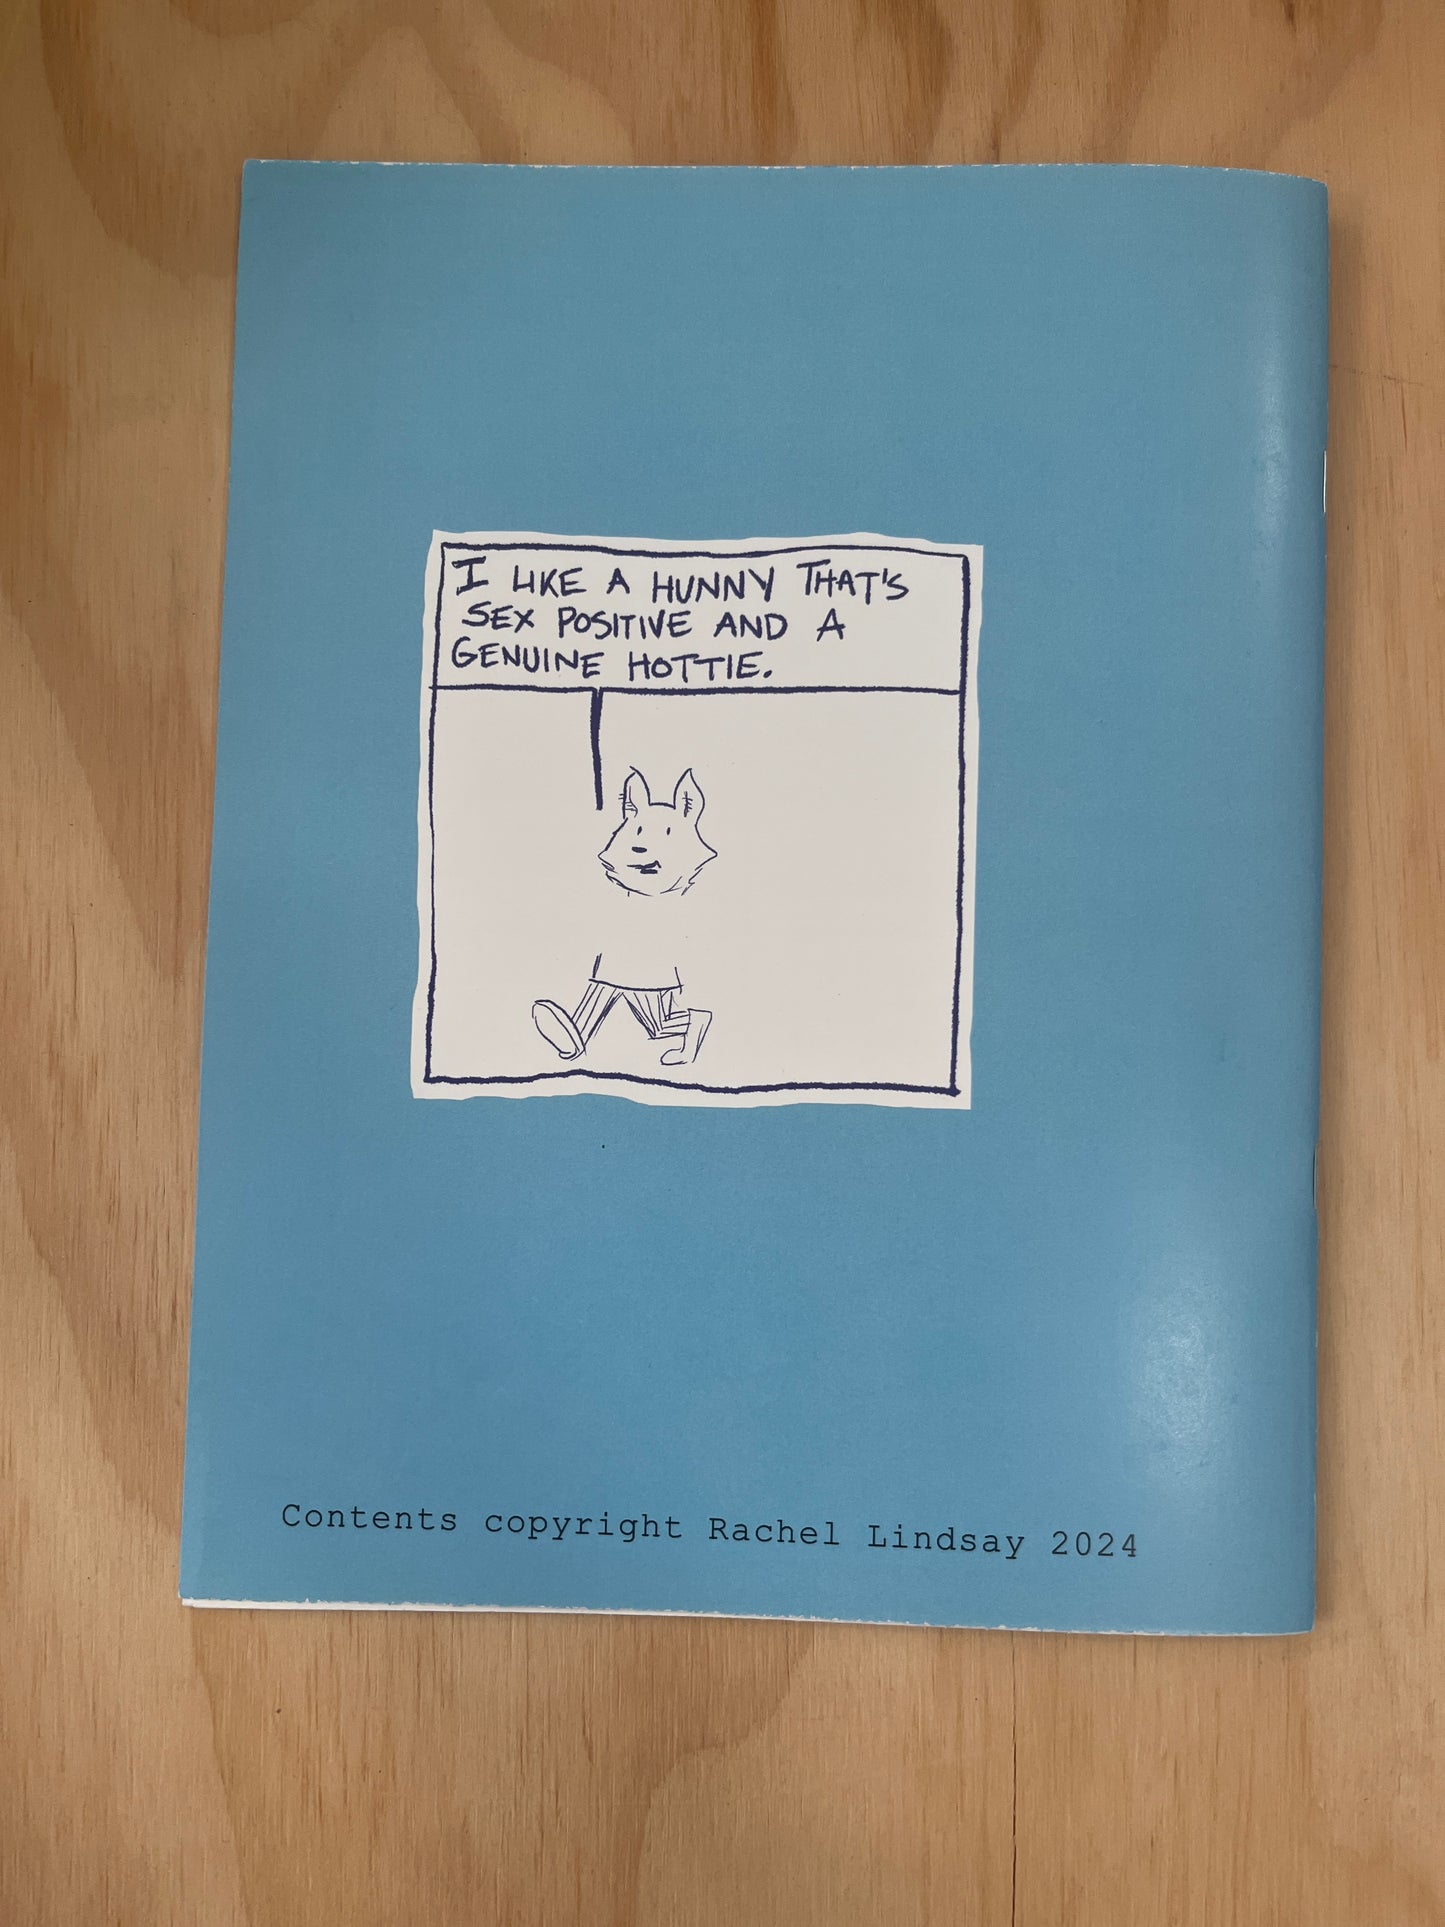 I LIKE A HUNNY THAT'S
SEX POSITIVE AND A
GENUINE HOTTIE.
Contents copyright Rachel Lindsay 2024